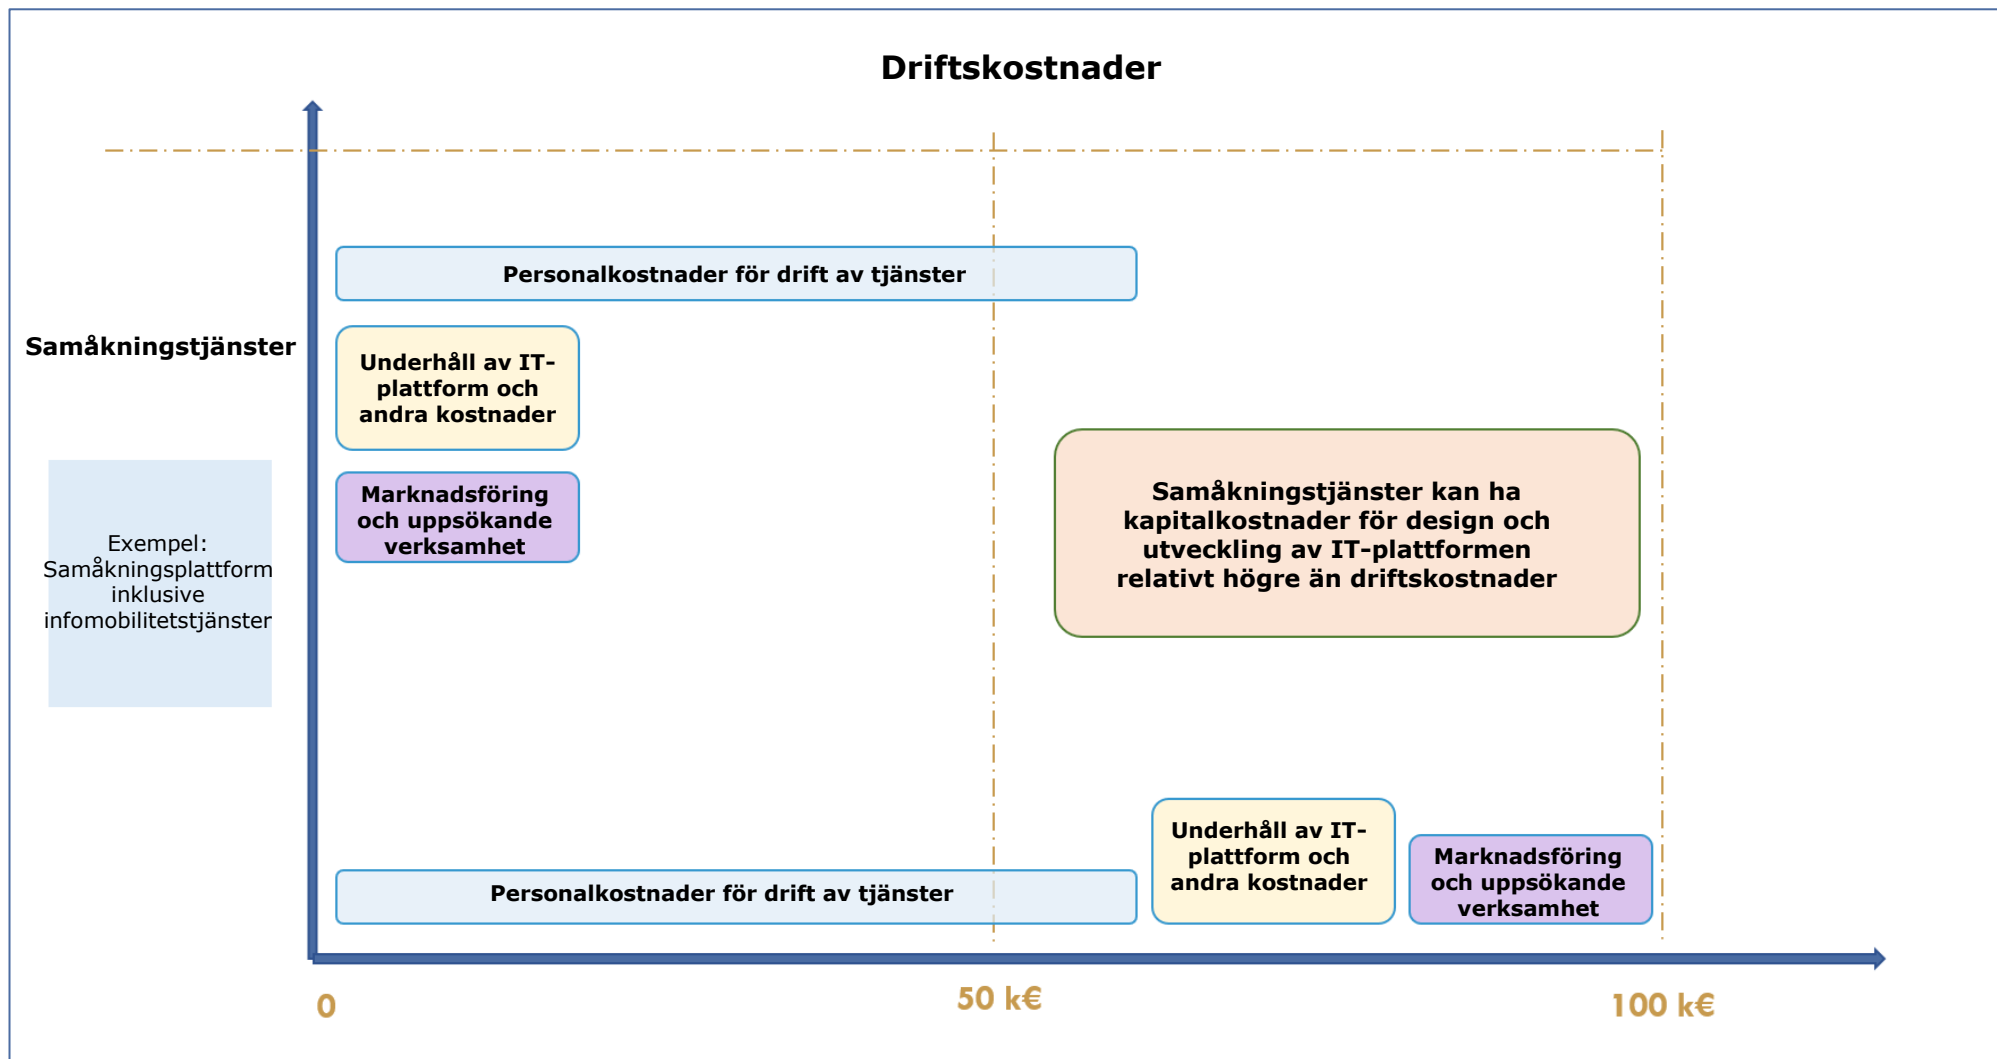 Driftskostnader
Personalkostnader för drift av tjänster
Samåkningstjänster
Underhåll av IT-
plattform och
andra kostnader
Marknadsföring
och uppsökande
verksamhet
Exempel:
Samåkningsplattform
inklusive
infomobilitetstjänster
Samåkningstjänster kan ha
kapitalkostnader för design och
utveckling av IT-plattformen
relativt högre än driftskostnader
Personalkostnader för drift av tjänster
Underhåll av IT-
plattform och
andra kostnader
Marknadsföring
och uppsökande
verksamhet
0
50 k€
100 k€